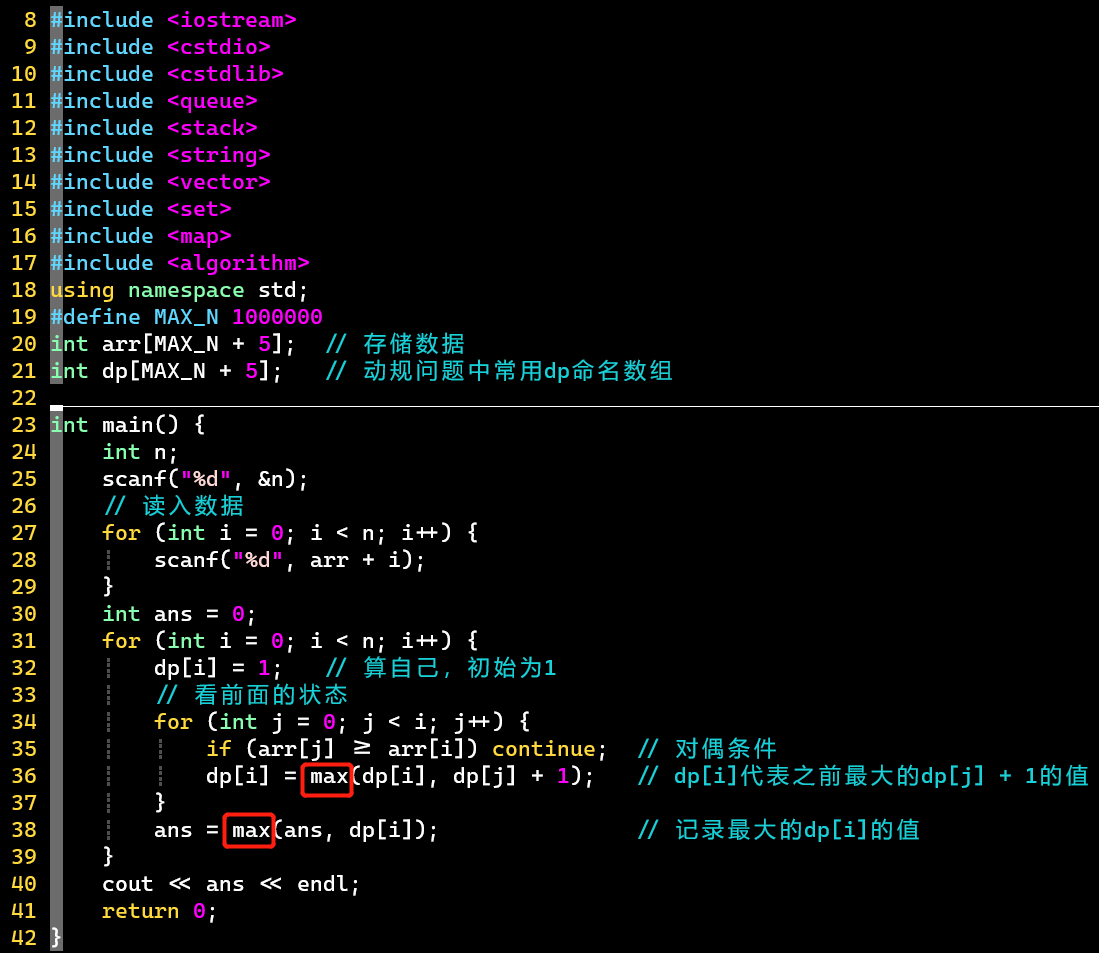 8 #include <iostream>
9 #include <cstdio>
10 #include <cstdlib>
11 #include <queue>
12 #include <stack>
13 #include <string>
14 #include <vector>
15 #include <set>
16 #include <map>
17 #include <algorithm>
18 using namespace std;
19 #define MAX_N 1000000
20 int arr[MAX_N + 5];  // 存储数据
21 int dp[MAX_N + 5];   // 动规问题中常用dp命名数组
22
23 int main() {
24     int n;
25     scanf("%d", &n);
26     // 读入数据
27     for (int i = 0; i < n; i++) {
28         scanf("%d", arr + i);
29     }
30     int ans = 0;
31     for (int i = 0; i < n; i++) {
32         dp[i] = 1;   // 算自己，初始为1
33         // 看前面的状态
34         for (int j = 0; j < i; j++) {
35             if (arr[j] ≥ arr[i]) continue;  // 对偶条件
36             dp[i] = max(dp[i], dp[j] + 1);   // dp[i]代表之前最大的dp[j] + 1的值
37         }
38         ans = max(ans, dp[i]);               // 记录最大的dp[i]的值
39     }
40     cout << ans << endl;
41     return 0;
42 }